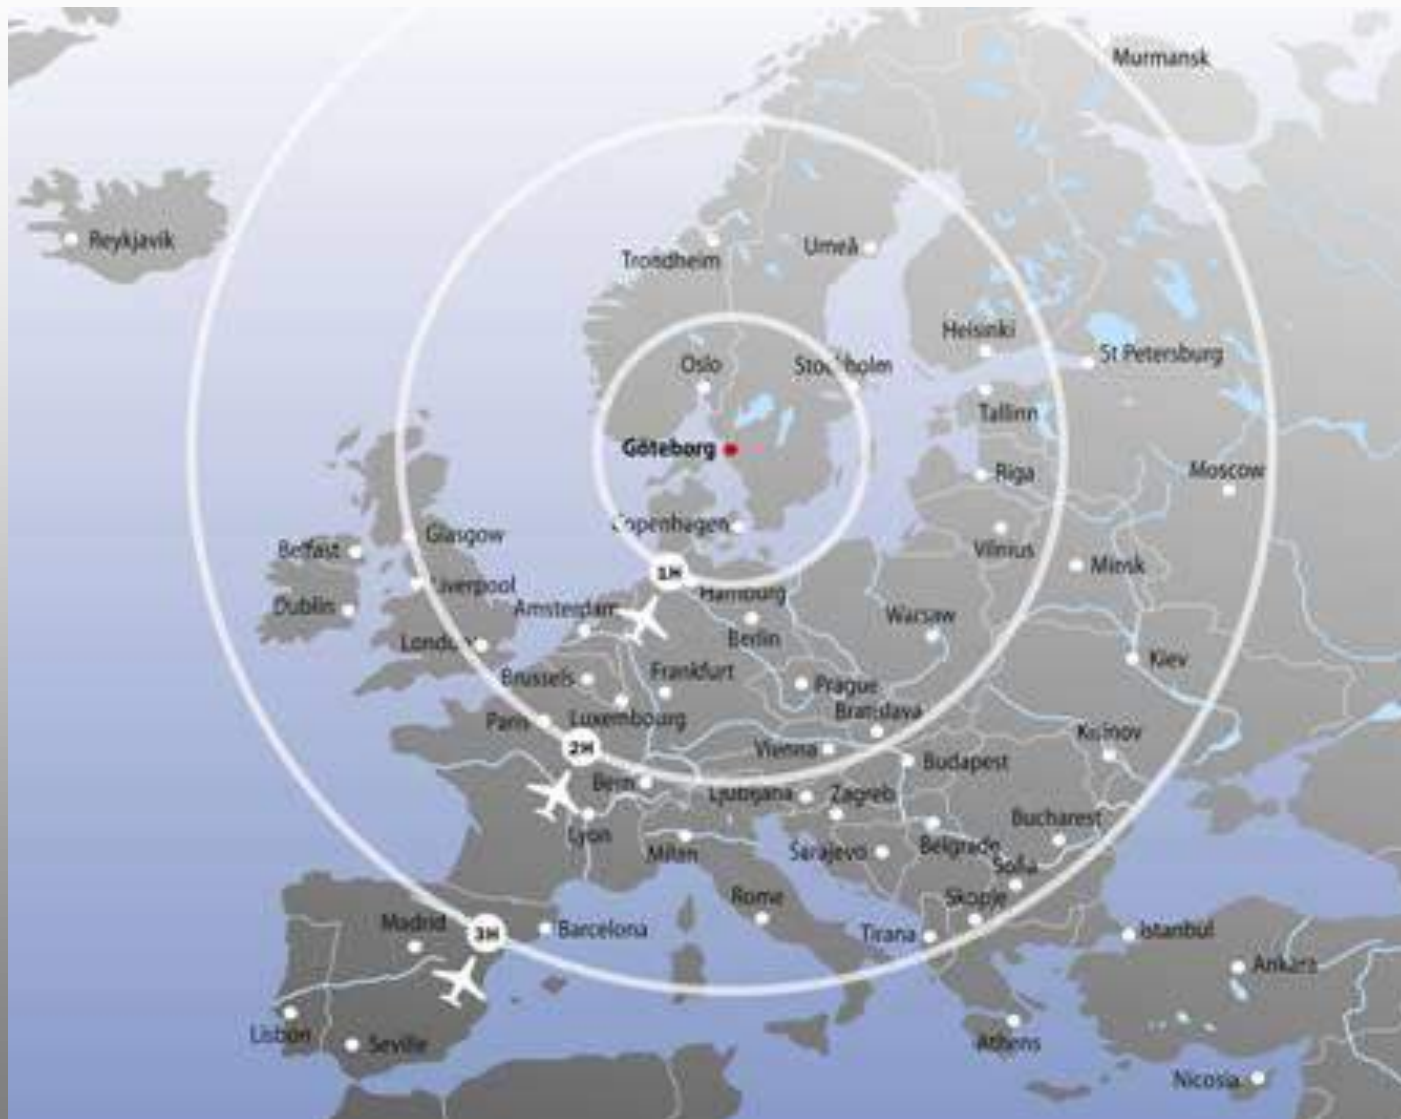 Murmansk
Reykjavik
Trondheim
Umeå
Helsinki
St Petersburg
Oslo
Stockholm
Tallinn
Göteborg
Riga
Moscow
Copenhagen
Glasgow
Vilnius
Belfast
Minsk
1H
Liverpool
Hamburg
Dublin
Amsterdam
Warsaw
London
Berlin
Kiev
Brussels
Frankfurt
Prague
Luxembourg
Bratislava
Paris
2H
Vienna
Kisinov
Budapest
Bern
Ljubljana
Zagreb
Lyon
Bucharest
Milan
Sarajevo
Belgrade
Sofia
Rome
Skopje
Madrid
3H
Barcelona
Tirana
Istanbul
Ankara
Lisbon
Seville
Athens
Nicosia